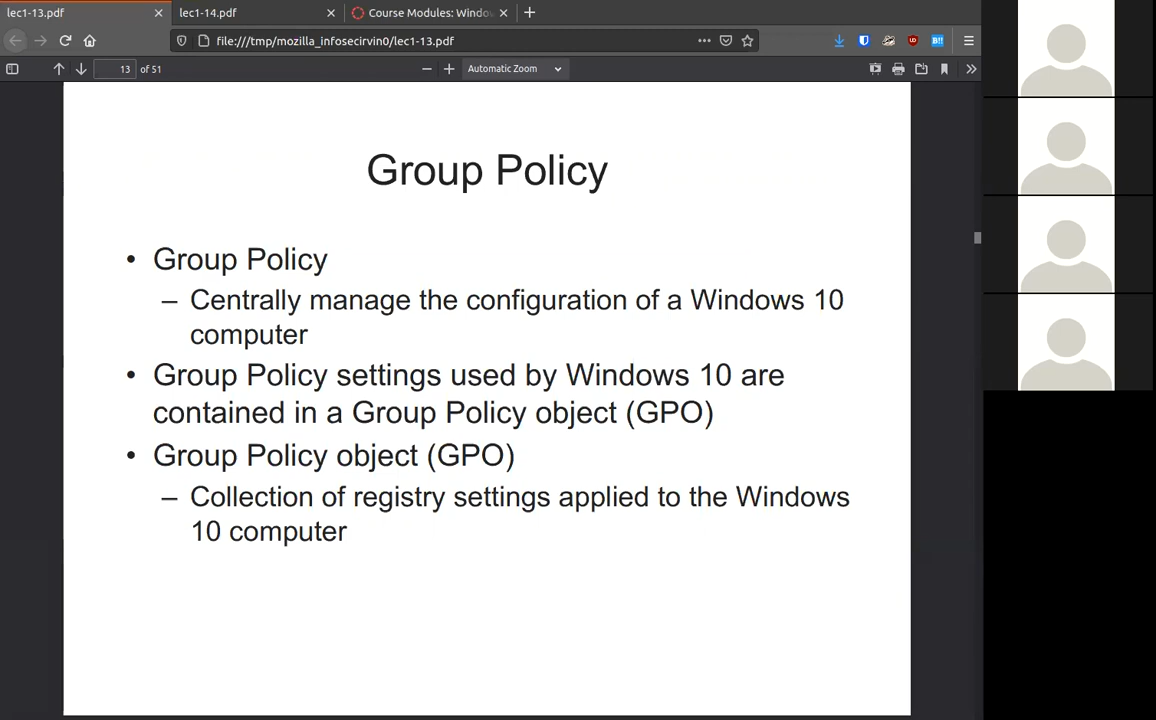 lec1-13.pdf
lec1-14.pdf
Course Modules: Windo
file:///tmp/mozilla_infosecirvin0/lec1-13.pdf
13 of 51
Automatic Zoom
Group Policy
• Group Policy
– Centrally manage the configuration of a Windows 10
computer
• Group Policy settings used by Windows 10 are
contained in a Group Policy object (GPO)
• Group Policy object (GPO)
– Collection of registry settings applied to the Windows
10 computer